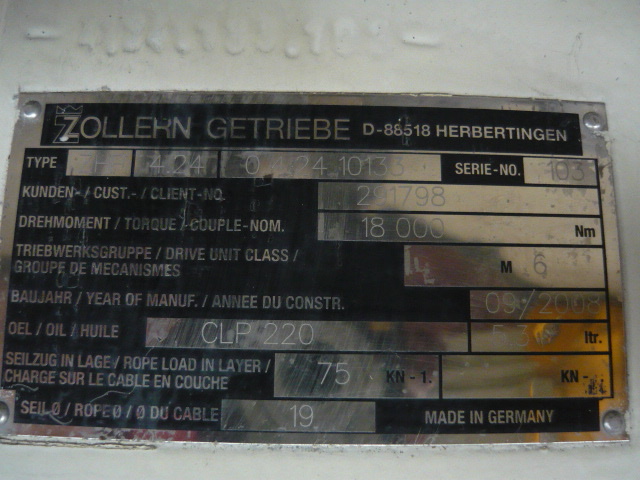 ZOLLERN GETRIEBE D-88518 HERBERTINGEN
TYPE 4.24 SERIE-NO. 103
KUNDEN-/CUST.-/CLIENT-NO. 291798
DREHMOMENT/TORQUE/COUPLE-NOM. 18 000 Nm
TRIEBWERKSGRUPPE/DRIVE UNIT CLASS/
GROUPE DE MECANISMES M 6
BAUJAHR/YEAR OF MANUF./ANNEE DU CONSTR. 09/2008
OEL/OIL/HUILE CLP 220 ltr.
SEILZUG IN LAGE/ROPE LOAD IN LAYER/
CHARGE SUR LE CABLE EN COUCHE 75 KN-1. KN-
SEIL Ø/ROPE Ø/Ø DU CABLE 19 MADE IN GERMANY